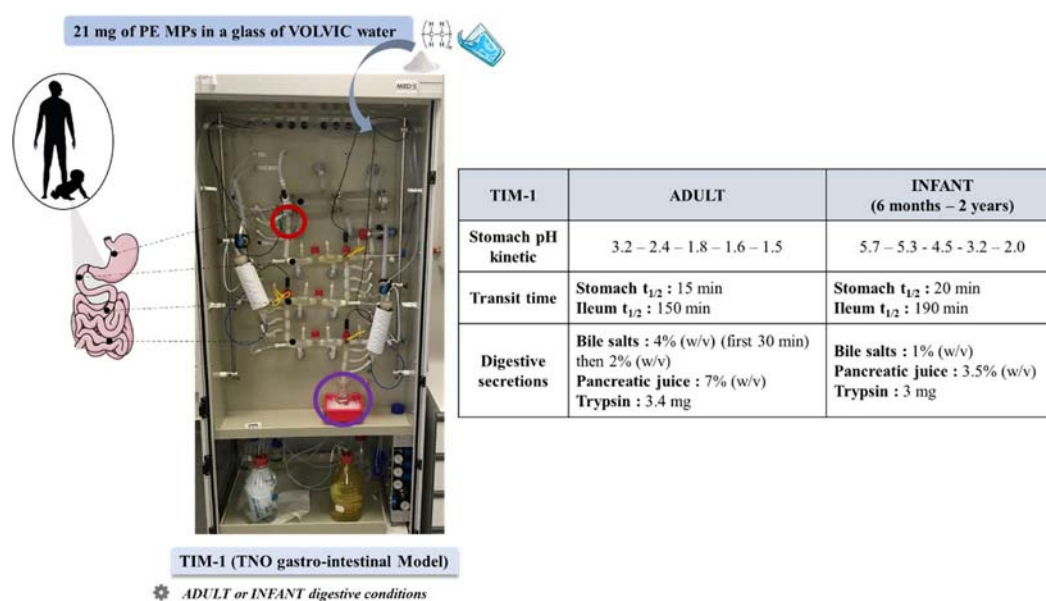 21 mg of PE MPs in a glass of VOLVIC water
TIM-1
ADULT
INFANT
(6 months – 2 years)
Stomach pH
kinetic
3.2 – 2.4 – 1.8 – 1.6 – 1.5
5.7 – 5.3 - 4.5 - 3.2 – 2.0
Transit time
Stomach t1/2 : 15 min
Ileum t1/2 : 150 min
Stomach t1/2 : 20 min
Ileum t1/2 : 190 min
Digestive
secretions
Bile salts : 4% (w/v) (first 30 min)
then 2% (w/v)
Pancreatic juice : 7% (w/v)
Trypsin : 3.4 mg
Bile salts : 1% (w/v)
Pancreatic juice : 3.5% (w/v)
Trypsin : 3 mg
TIM-1 (TNO gastro-intestinal Model)
ADULT or INFANT digestive conditions